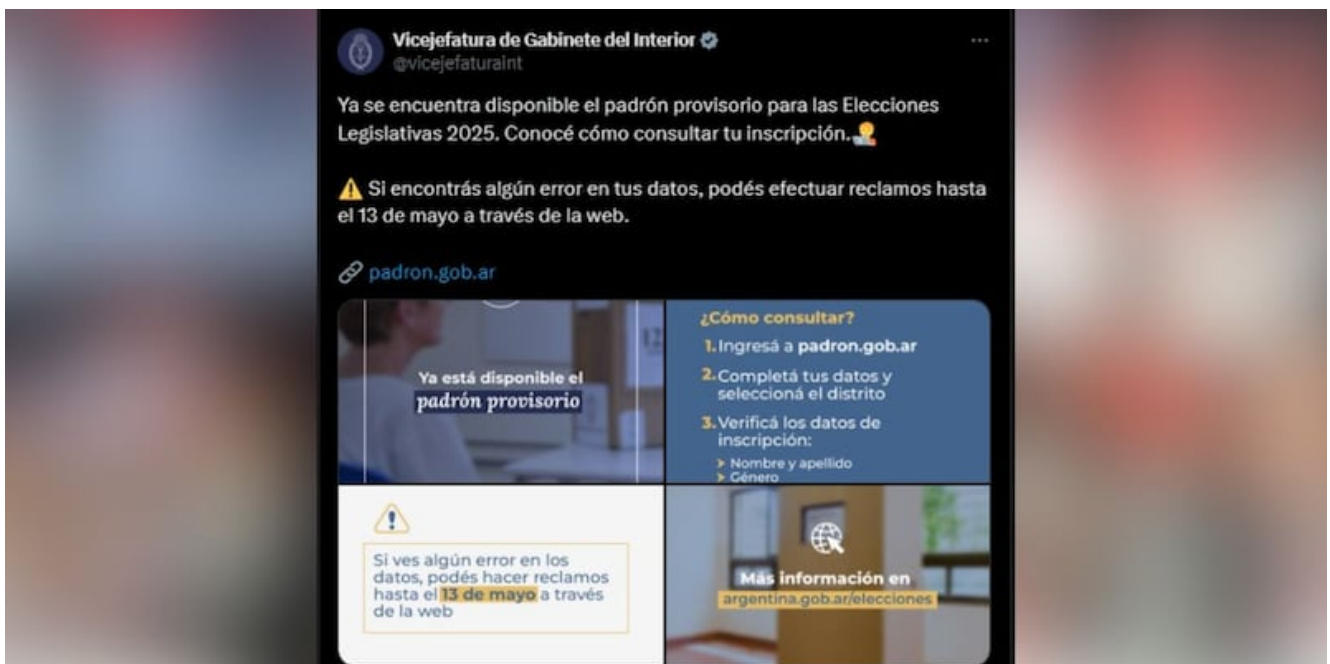 Vicejefatura de Gabinete del Interior
@vicejefaturaint
Ya se encuentra disponible el padrón provisorio para las Elecciones
Legislativas 2025. Conocé cómo consultar tu inscripción.
⚠️ Si encontrás algún error en tus datos, podés efectuar reclamos hasta
el 13 de mayo a través de la web.
🔗 padron.gob.ar
Ya está disponible el
padrón provisorio
¿Cómo consultar?
1. Ingresá a padron.gob.ar
2. Completá tus datos y
seleccioná el distrito
3. Verificá los datos de
inscripción:
➤ Nombre y apellido
➤ Género
Si ves algún error en los
datos, podés hacer reclamos
hasta el 13 de mayo a través
de la web
Más información en
argentina.gob.ar/elecciones